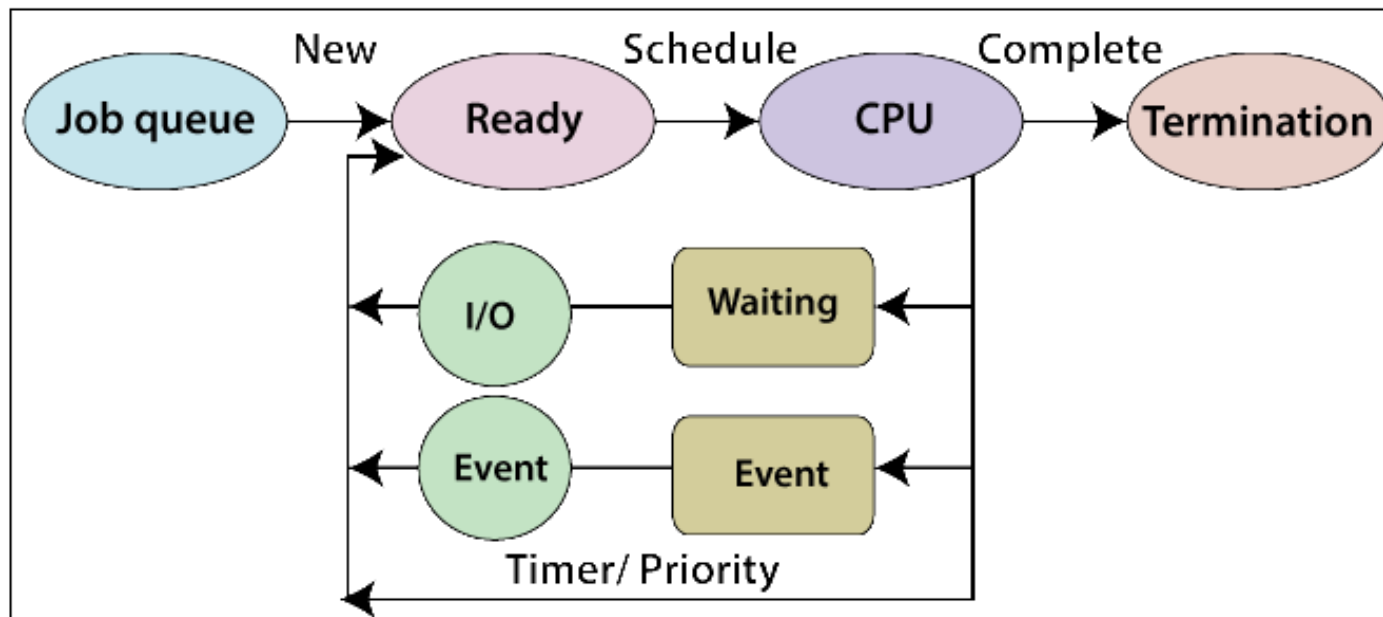 New Schedule Complete
Job queue Ready CPU Termination
I/O Waiting
Event Event
Timer/ Priority